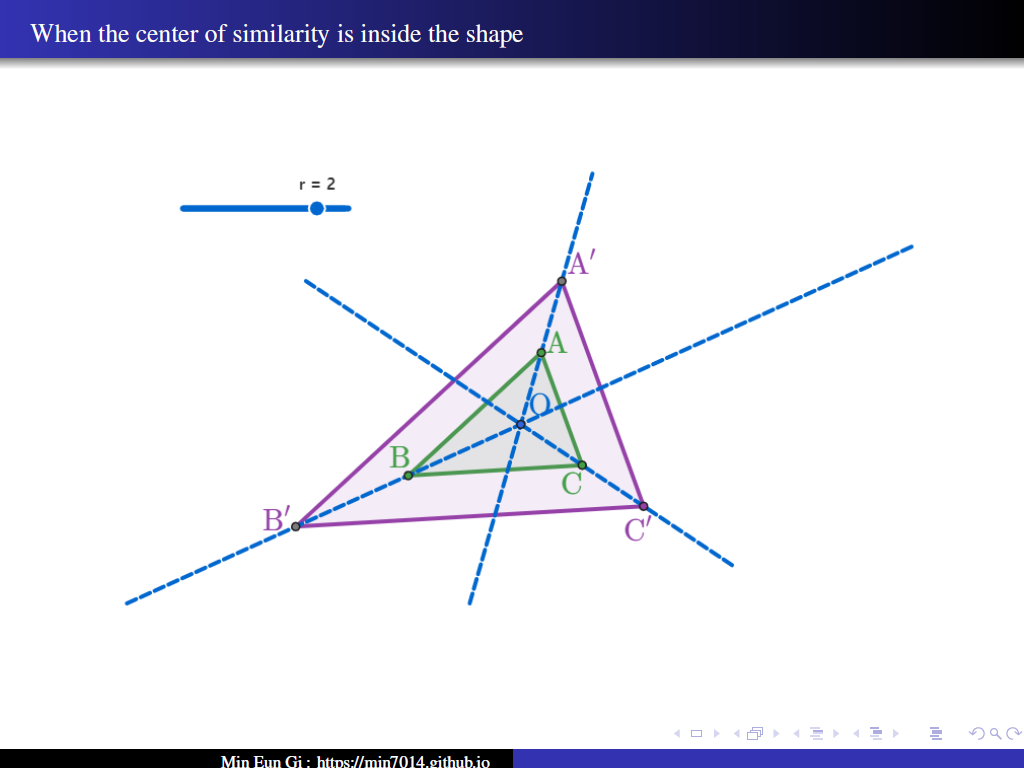 When the center of similarity is inside the shape
r = 2
A′
A
O
B
C
B′
C′
Min Eun Gi : https://min7014.github.io